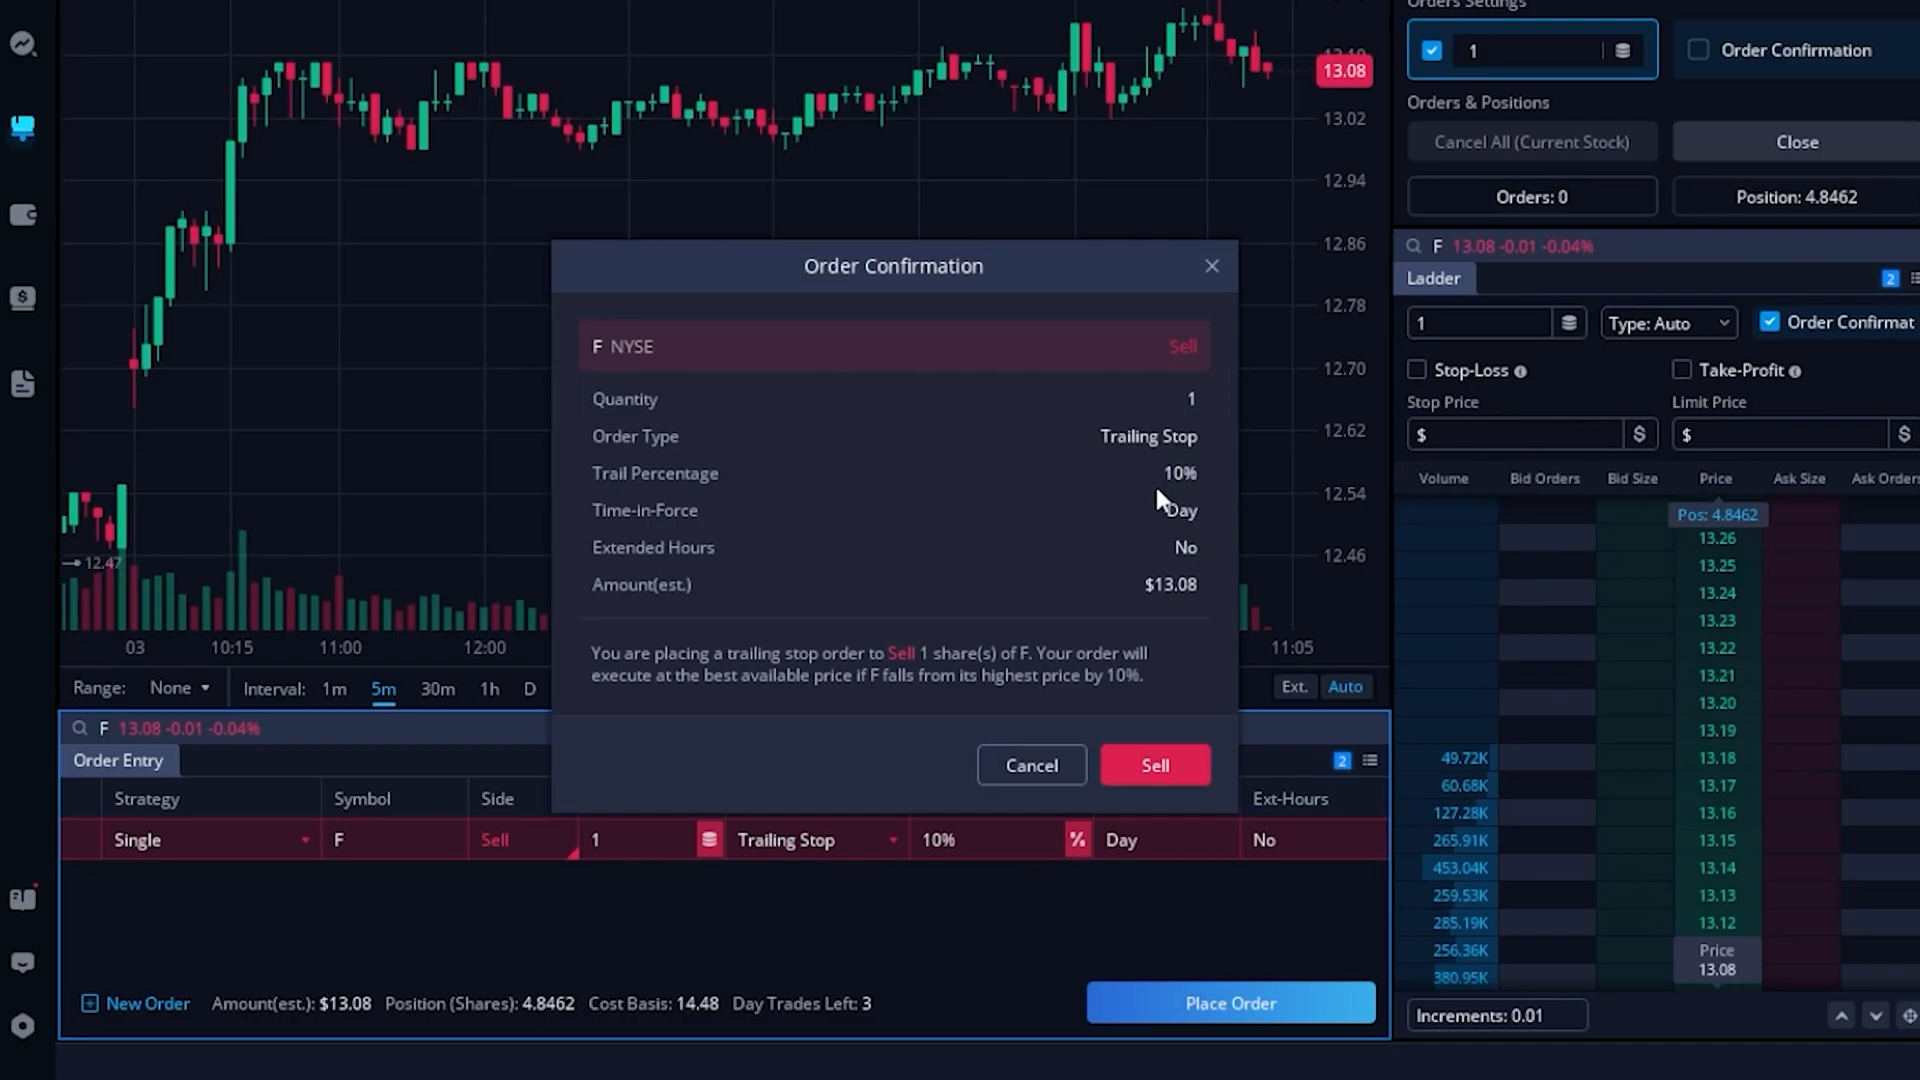 13.08
13.02
12.94
12.86
12.78
12.70
12.62
12.54
12.46
12.47
03 10:15 11:00 12:00 11:05
Range: None Interval: 1m 5m 30m 1h D
Ext. Auto
Order Confirmation
F NYSE Sell
Quantity 1
Order Type Trailing Stop
Trail Percentage 10%
Time-in-Force Day
Extended Hours No
Amount(est.) $13.08
You are placing a trailing stop order to Sell 1 share(s) of F. Your order will
execute at the best available price if F falls from its highest price by 10%.
Cancel Sell
F 13.08 -0.01 -0.04%
Order Entry 2
Strategy Symbol Side Ext-Hours
Single F Sell 1 Trailing Stop 10% % Day No
New Order Amount(est.): $13.08 Position (Shares): 4.8462 Cost Basis: 14.48 Day Trades Left: 3
Place Order
Orders Settings
1 Order Confirmation
Orders & Positions
Cancel All (Current Stock) Close
Orders: 0 Position: 4.8462
F 13.08 -0.01 -0.04%
Ladder 2
1 Type: Auto Order Confirmat
Stop-Loss Take-Profit
Stop Price Limit Price
$ $ $ $
Volume Bid Orders Bid Size Price Ask Size Ask Orders
Pos: 4.8462
13.26
13.25
13.24
13.23
13.22
13.21
13.20
13.19
49.72K 13.18
60.68K 13.17
127.28K 13.16
265.91K 13.15
453.04K 13.14
259.53K 13.13
285.19K 13.12
256.36K Price
380.95K 13.08
Increments: 0.01